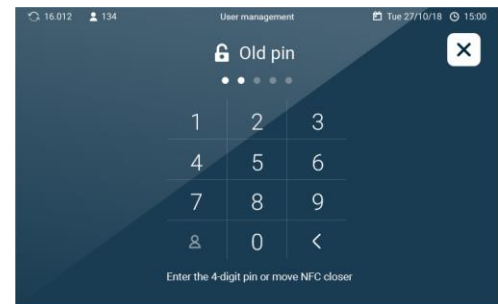 16.012 134 User management Tue 27/10/18 15:00
Old pin
1 2 3
4 5 6
7 8 9
0
Enter the 4-digit pin or move NFC closer